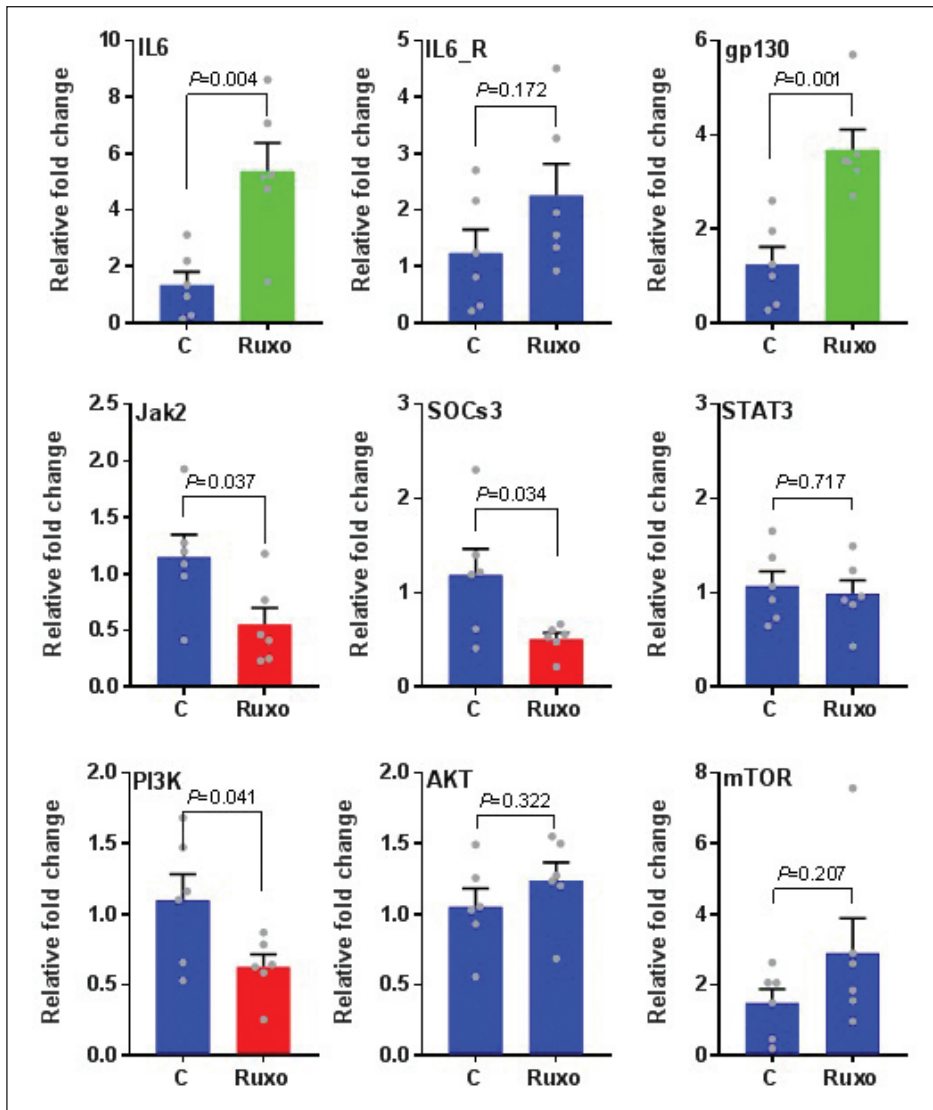 IL6
Relative fold change
10
8
6
4
2
0
P=0.004
C Ruxo
IL6_R
Relative fold change
5
4
3
2
1
0
P=0.172
C Ruxo
gp130
Relative fold change
6
4
2
0
P=0.001
C Ruxo
Jak2
Relative fold change
2.5
2.0
1.5
1.0
0.5
0.0
P=0.037
C Ruxo
SOCs3
Relative fold change
3
2
1
0
P=0.034
C Ruxo
STAT3
Relative fold change
3
2
1
0
P=0.717
C Ruxo
PI3K
Relative fold change
2.0
1.5
1.0
0.5
0.0
P=0.041
C Ruxo
AKT
Relative fold change
2.0
1.5
1.0
0.5
0.0
P=0.322
C Ruxo
mTOR
Relative fold change
8
6
4
2
0
P=0.207
C Ruxo